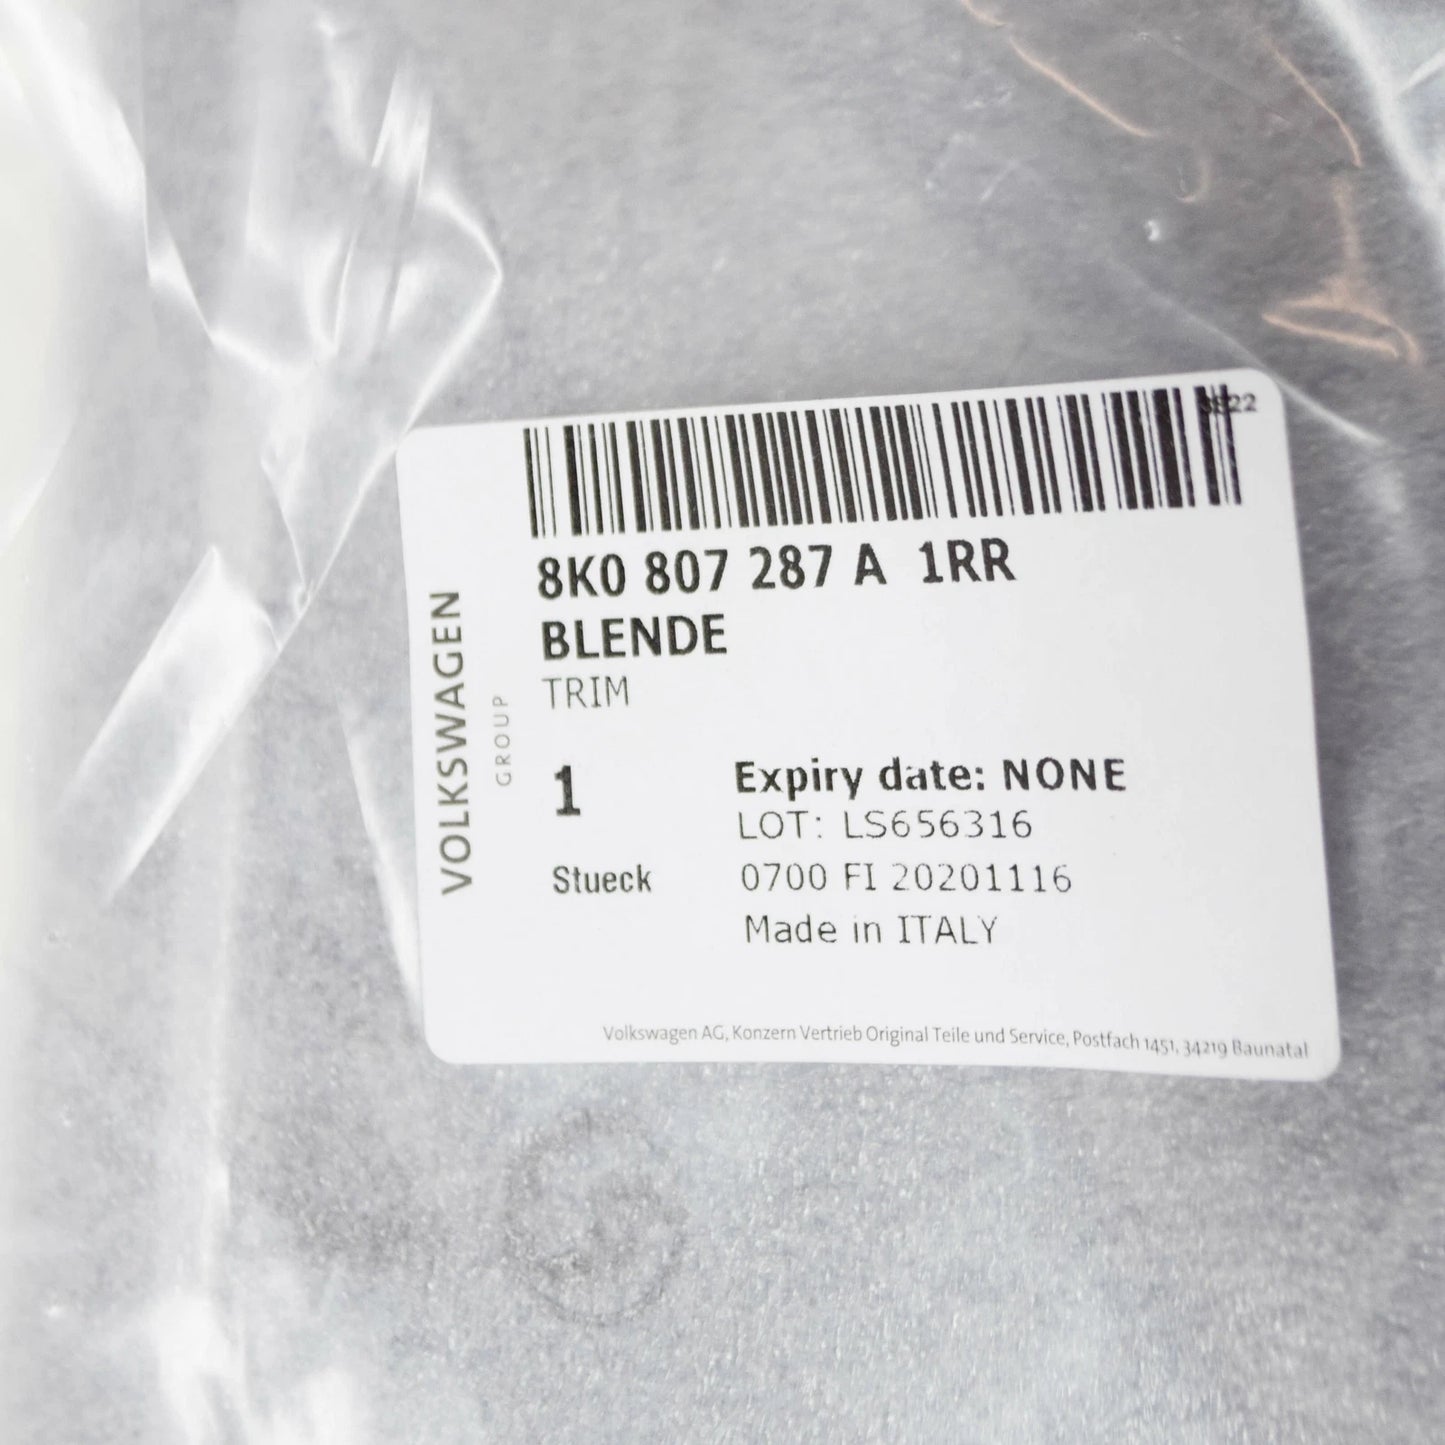 8K0 807 287 A 1RR
BLENDE
TRIM
VOLKSWAGEN
GROUP
1
Stueck
Expiry date: NONE
LOT: LS656316
0700 FI 20201116
Made in ITALY
Volkswagen AG, Konzern Vertrieb Original Teile und Service, Postfach 1451, 34219 Baunatal